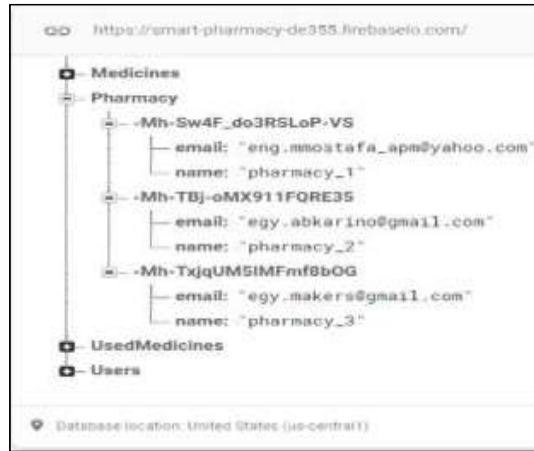 https://smart-pharmacy-de355.firebaseio.com/
Medicines
Pharmacy
-Mh-Sw4F_do3RSLoP-VS
email: "eng.mmostafa_apm@yahoo.com"
name: "pharmacy_1"
-Mh-TBj-oMX911FQRE35
email: "egy.abkarino@gmail.com"
name: "pharmacy_2"
-Mh-TxjqUM5IMFmf8bOG
email: "egy.makers@gmail.com"
name: "pharmacy_3"
UsedMedicines
Users
Database location: United States (us-central1)